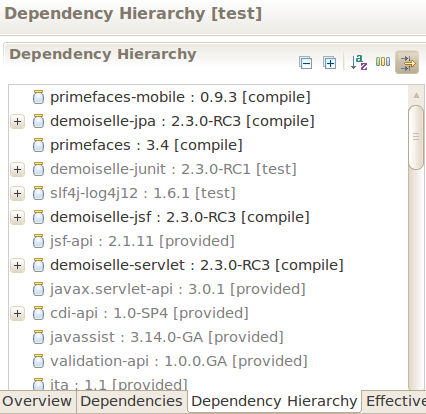 Dependency Hierarchy [test]
Dependency Hierarchy
primefaces-mobile : 0.9.3 [compile]
demoiselle-jpa : 2.3.0-RC3 [compile]
primefaces : 3.4 [compile]
demoiselle-junit : 2.3.0-RC1 [test]
slf4j-log4j12 : 1.6.1 [test]
demoiselle-jsf : 2.3.0-RC3 [compile]
jsf-api : 2.1.11 [provided]
demoiselle-servlet : 2.3.0-RC3 [compile]
javax.servlet-api : 3.0.1 [provided]
cdi-api : 1.0-SP4 [provided]
javassist : 3.14.0-GA [provided]
validation-api : 1.0.0.GA [provided]
jta : 1.1 [provided]
Overview Dependencies Dependency Hierarchy Effective